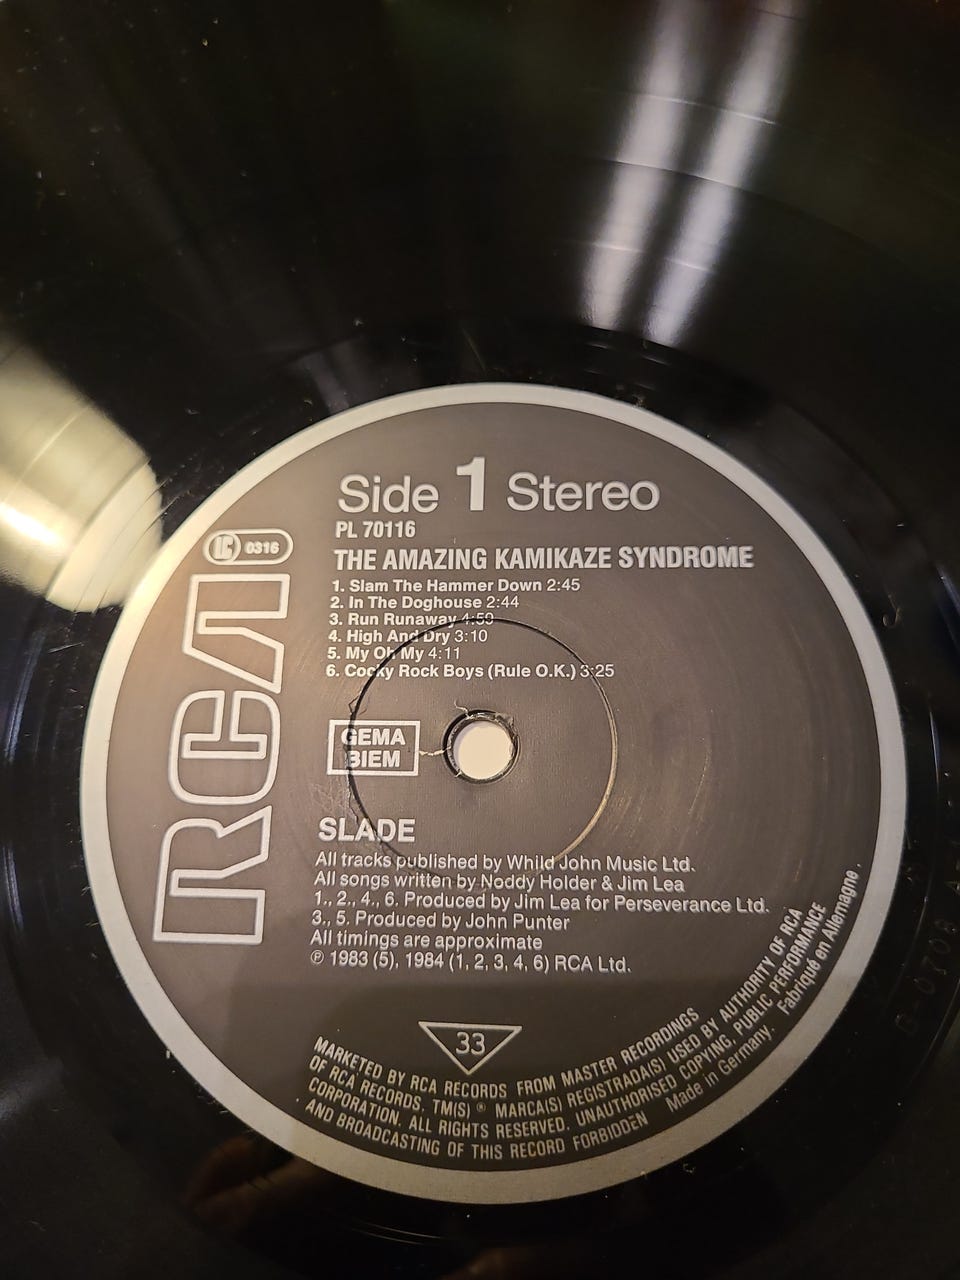 Side 1 Stereo
PL 70116
LC 0316
THE AMAZING KAMIKAZE SYNDROME
1. Slam The Hammer Down 2:45
2. In The Doghouse 2:44
3. Run Runaway 4:59
4. High And Dry 3:10
5. My Oh My 4:11
6. Cocky Rock Boys (Rule O.K.) 3:25
RCA
GEMA
BIEM
SLADE
All tracks published by Whild John Music Ltd.
All songs written by Noddy Holder & Jim Lea
1., 2., 4., 6. Produced by Jim Lea for Perseverance Ltd.
3., 5. Produced by John Punter
All timings are approximate
℗ 1983 (5), 1984 (1, 2, 3, 4, 6) RCA Ltd.
33
MARKETED BY RCA RECORDS FROM MASTER RECORDINGS
OF RCA RECORDS. TM(S) ® MARCA(S) REGISTRADA(S) USED BY AUTHORITY OF RCA
CORPORATION. ALL RIGHTS RESERVED. UNAUTHORISED COPYING, PUBLIC PERFORMANCE
AND BROADCASTING OF THIS RECORD FORBIDDEN Made in Germany. Fabriqué en Allemagne.